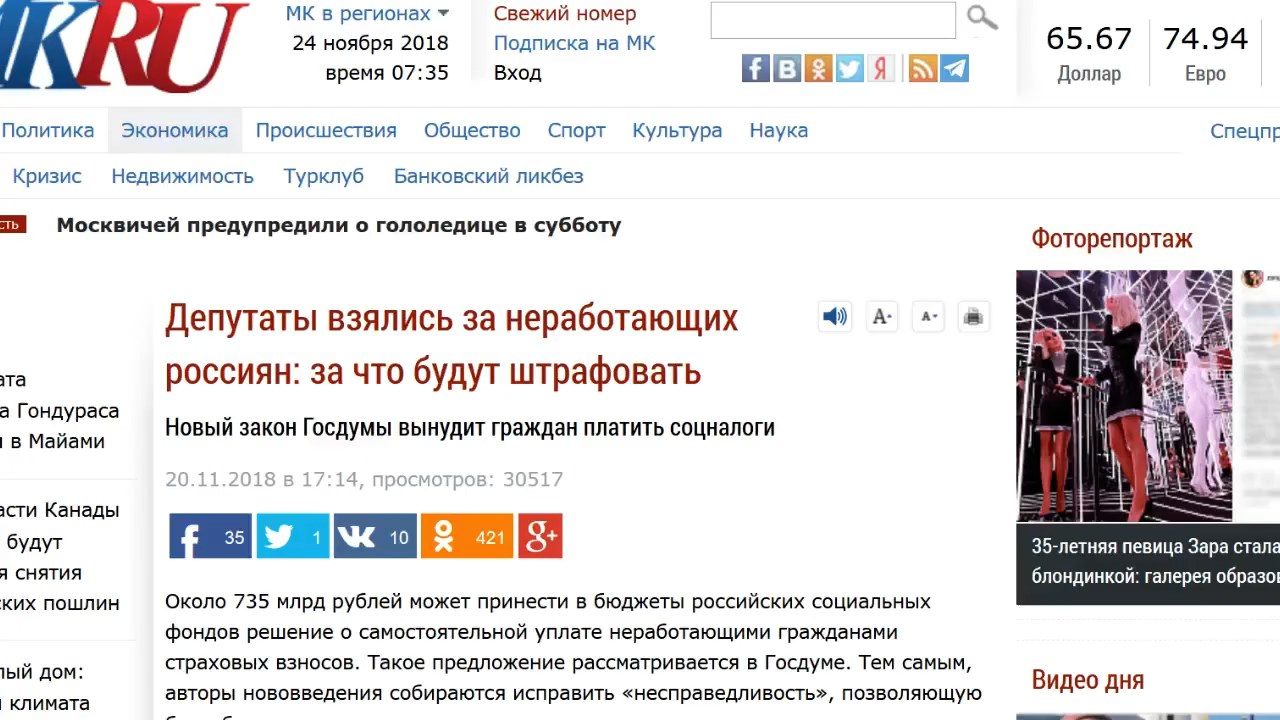 МКRU
МК в регионах
24 ноября 2018
время 07:35
Свежий номер
Подписка на МК
Вход
65.67
Доллар
74.94
Евро
Политика Экономика Происшествия Общество Спорт Культура Наука Спецпр
Кризис Недвижимость Турклуб Банковский ликбез
сть Москвичей предупредили о гололедице в субботу
ата
а Гондураса
в Майами
асти Канады
будут
я снятия
ских пошлин
лый дом:
климата
Депутаты взялись за неработающих
россиян: за что будут штрафовать
A A
Новый закон Госдумы вынудит граждан платить соцналоги
20.11.2018 в 17:14, просмотров: 30517
35 1 10 421 g+
Около 735 млрд рублей может принести в бюджеты российских социальных
фондов решение о самостоятельной уплате неработающими гражданами
страховых взносов. Такое предложение рассматривается в Госдуме. Тем самым,
авторы нововведения собираются исправить «несправедливость», позволяющую
Фоторепортаж
35-летняя певица Зара стала
блондинкой: галерея образо
Видео дня